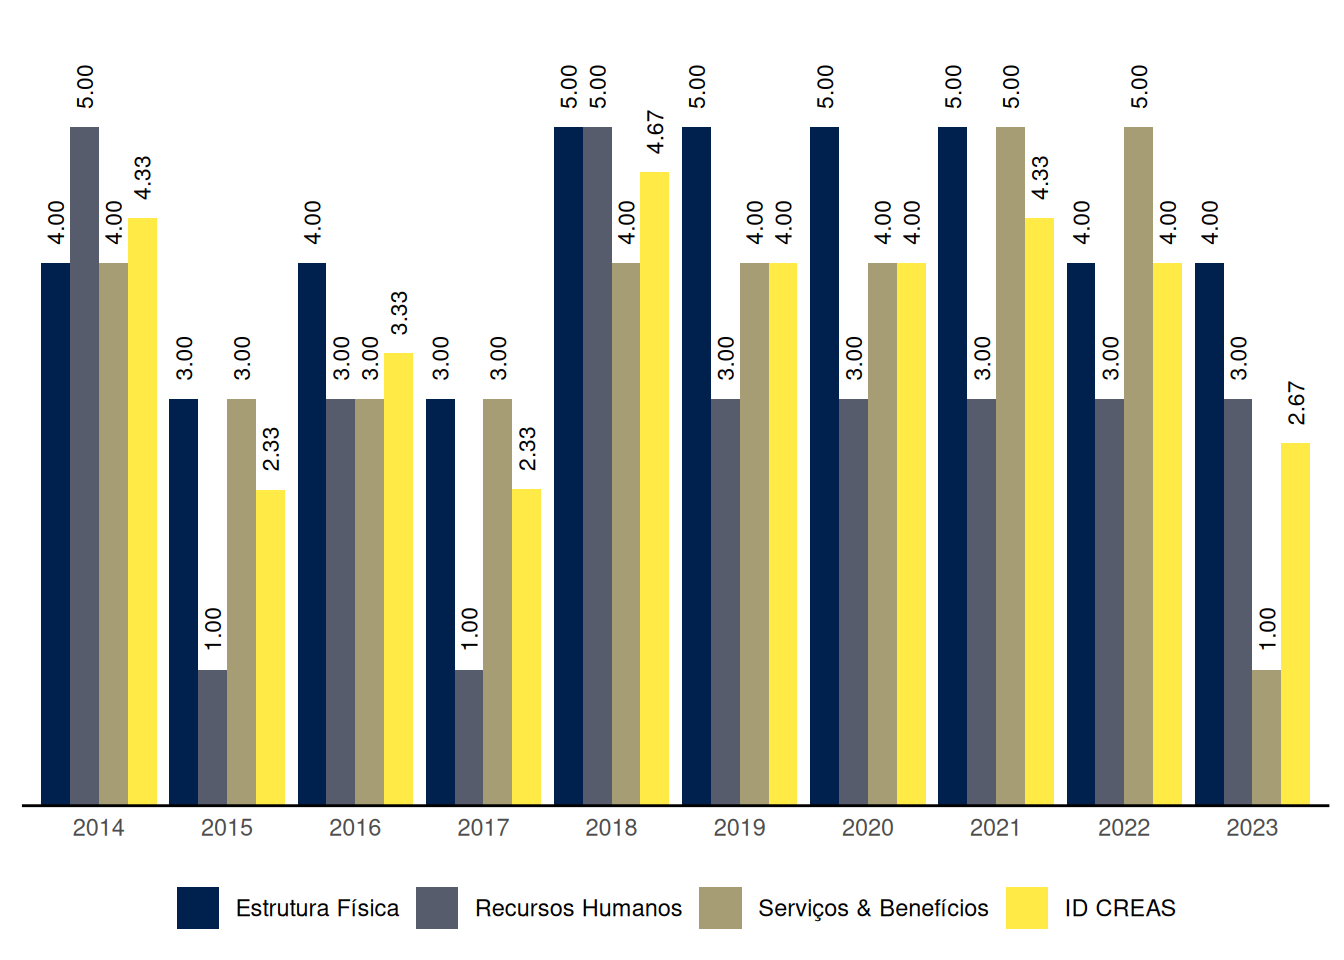 5.00 5.00 5.00 5.00 5.00 5.00 5.00 5.00
4.67
4.33 4.33
4.00 4.00 4.00 4.00 4.00 4.00 4.00 4.00 4.00 4.00 4.00
3.33
3.00 3.00 3.00 3.00 3.00 3.00 3.00 3.00 3.00 3.00 3.00
2.67
2.33 2.33
1.00 1.00 1.00
2014 2015 2016 2017 2018 2019 2020 2021 2022 2023
Estrutura Física Recursos Humanos Serviços & Benefícios ID CREAS